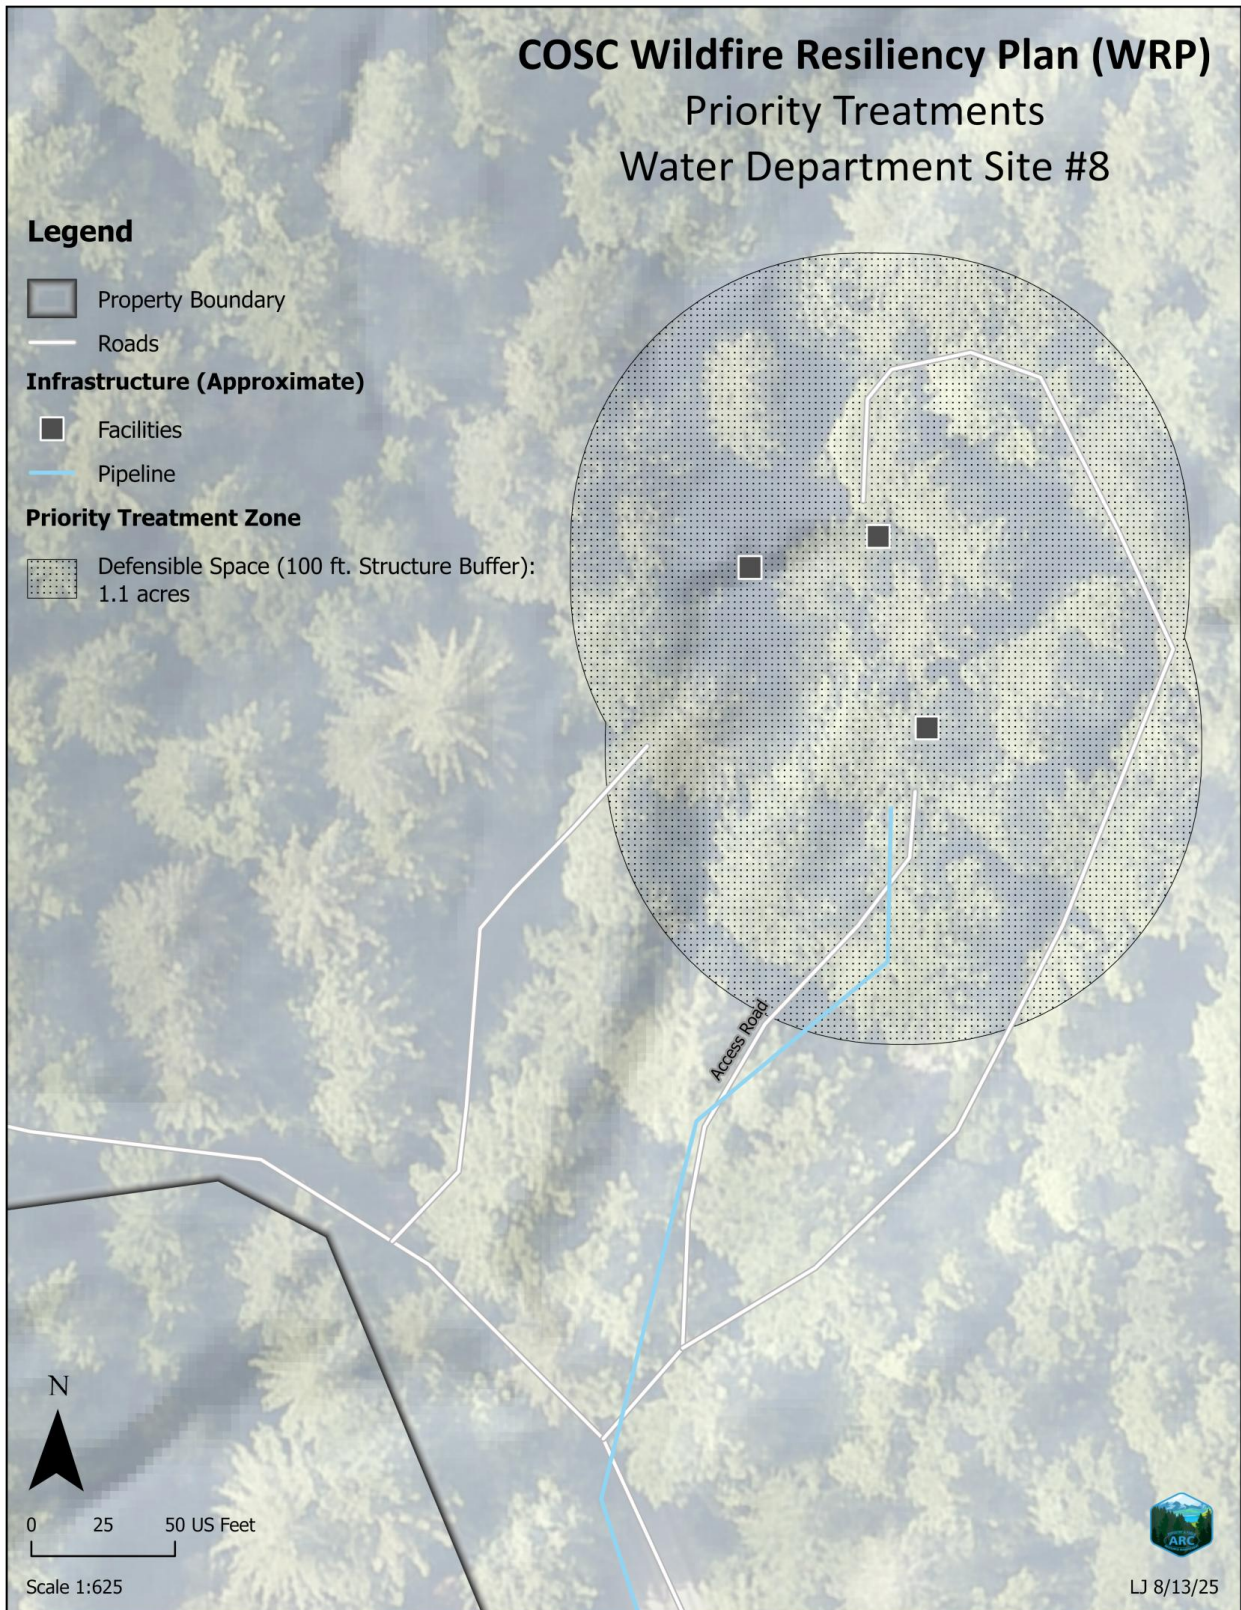 COSC Wildfire Resiliency Plan (WRP)
Priority Treatments
Water Department Site #8
Legend
Property Boundary
Roads
Infrastructure (Approximate)
Facilities
Pipeline
Priority Treatment Zone
Defensible Space (100 ft. Structure Buffer):
1.1 acres
Access Road
N
0 25 50 US Feet
Scale 1:625
ARC
LJ 8/13/25